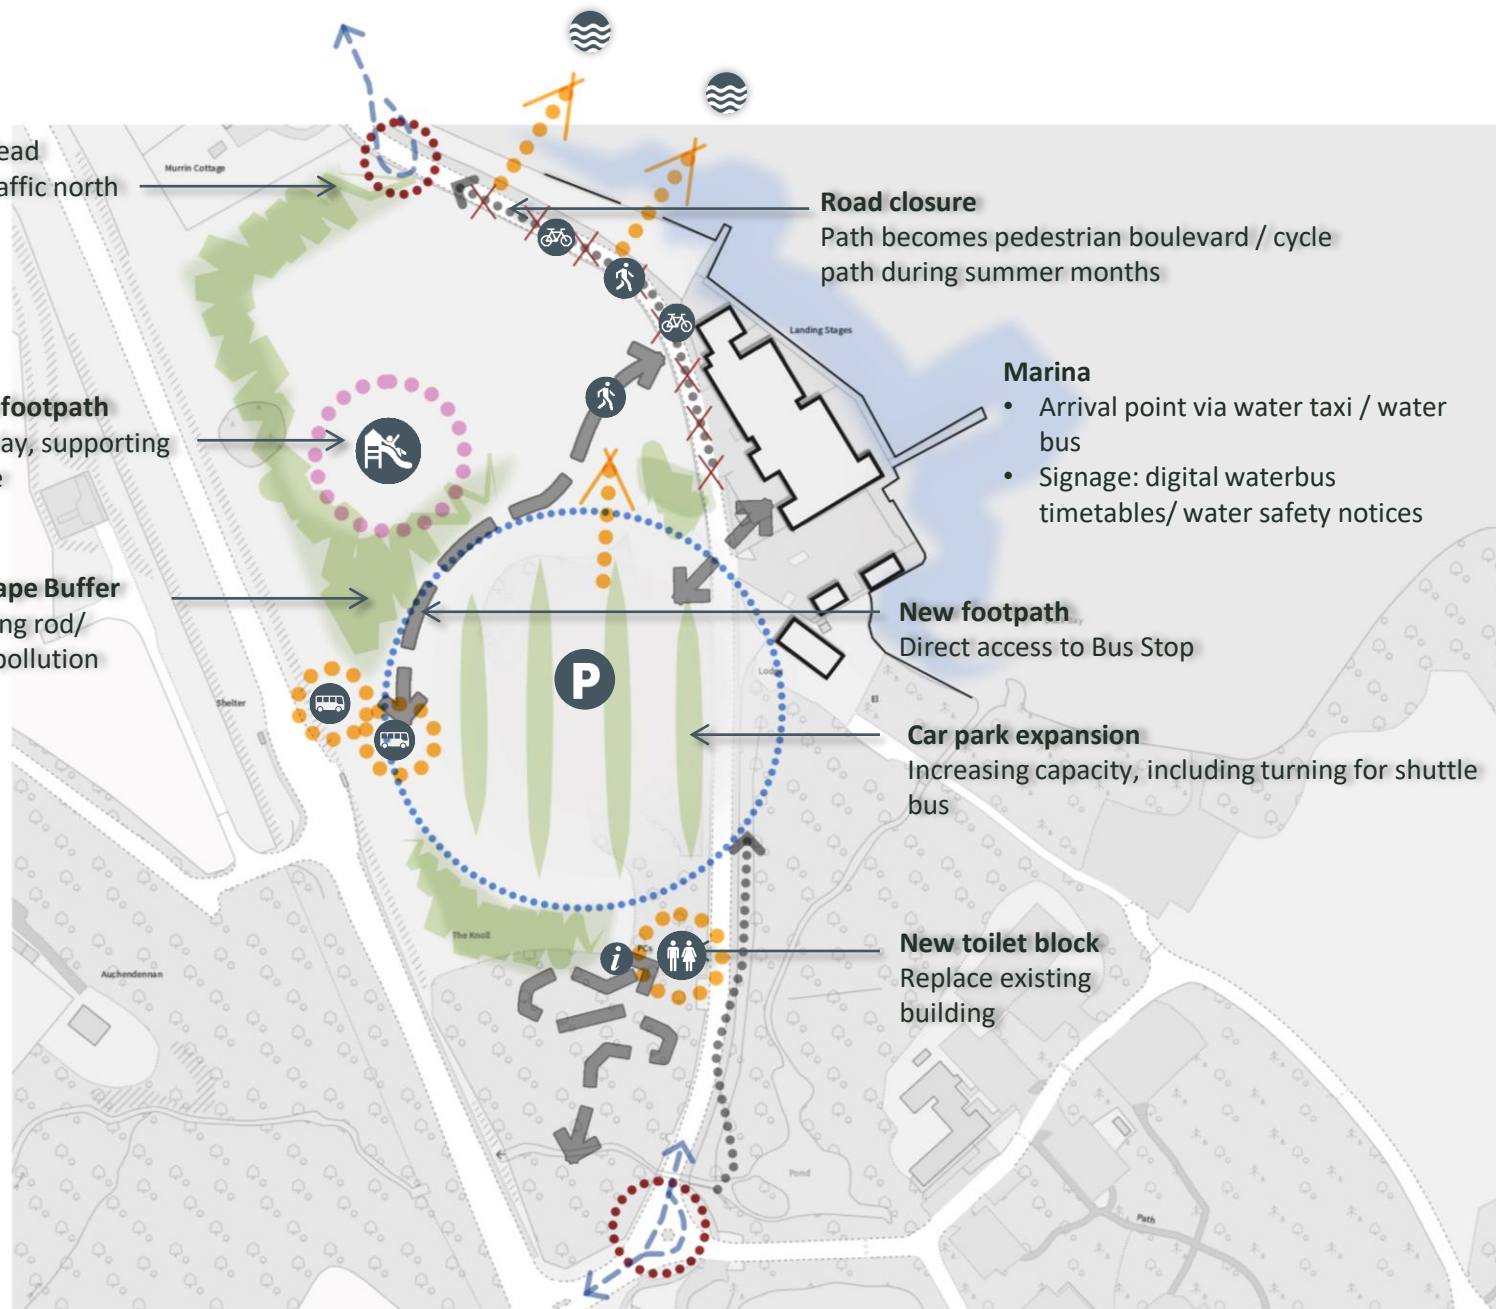 ead
affic north
Murrin Cottage
Road closure
Path becomes pedestrian boulevard / cycle
path during summer months
Landing Stages
Marina
• Arrival point via water taxi / water
bus
• Signage: digital waterbus
timetables/ water safety notices
footpath
ay, supporting
e
ape Buffer
ng rod/
pollution
New footpath
Direct access to Bus Stop
Shelter
P
El
Car park expansion
Increasing capacity, including turning for shuttle
bus
The Knoll
PCs
i
New toilet block
Replace existing
building
Auchendennan
Pond
Path